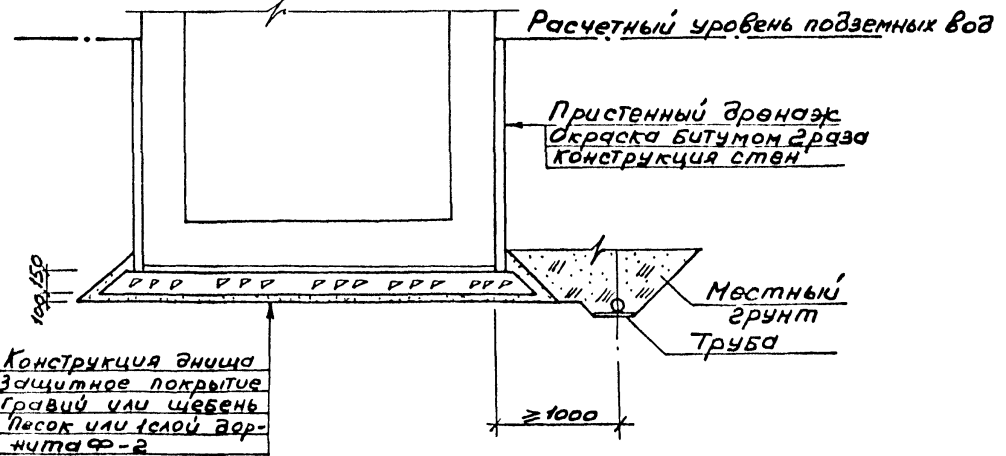 Расчетный уровень подземных вод
Пристенный дренаж
Окраска битумом 2 раза
Конструкция стен
150
100
Местный
грунт
Труба
Конструкция днища
Защитное покрытие
Гравий или щебень
Песок или 1 слой дор-
нита Ф-2
≥1000